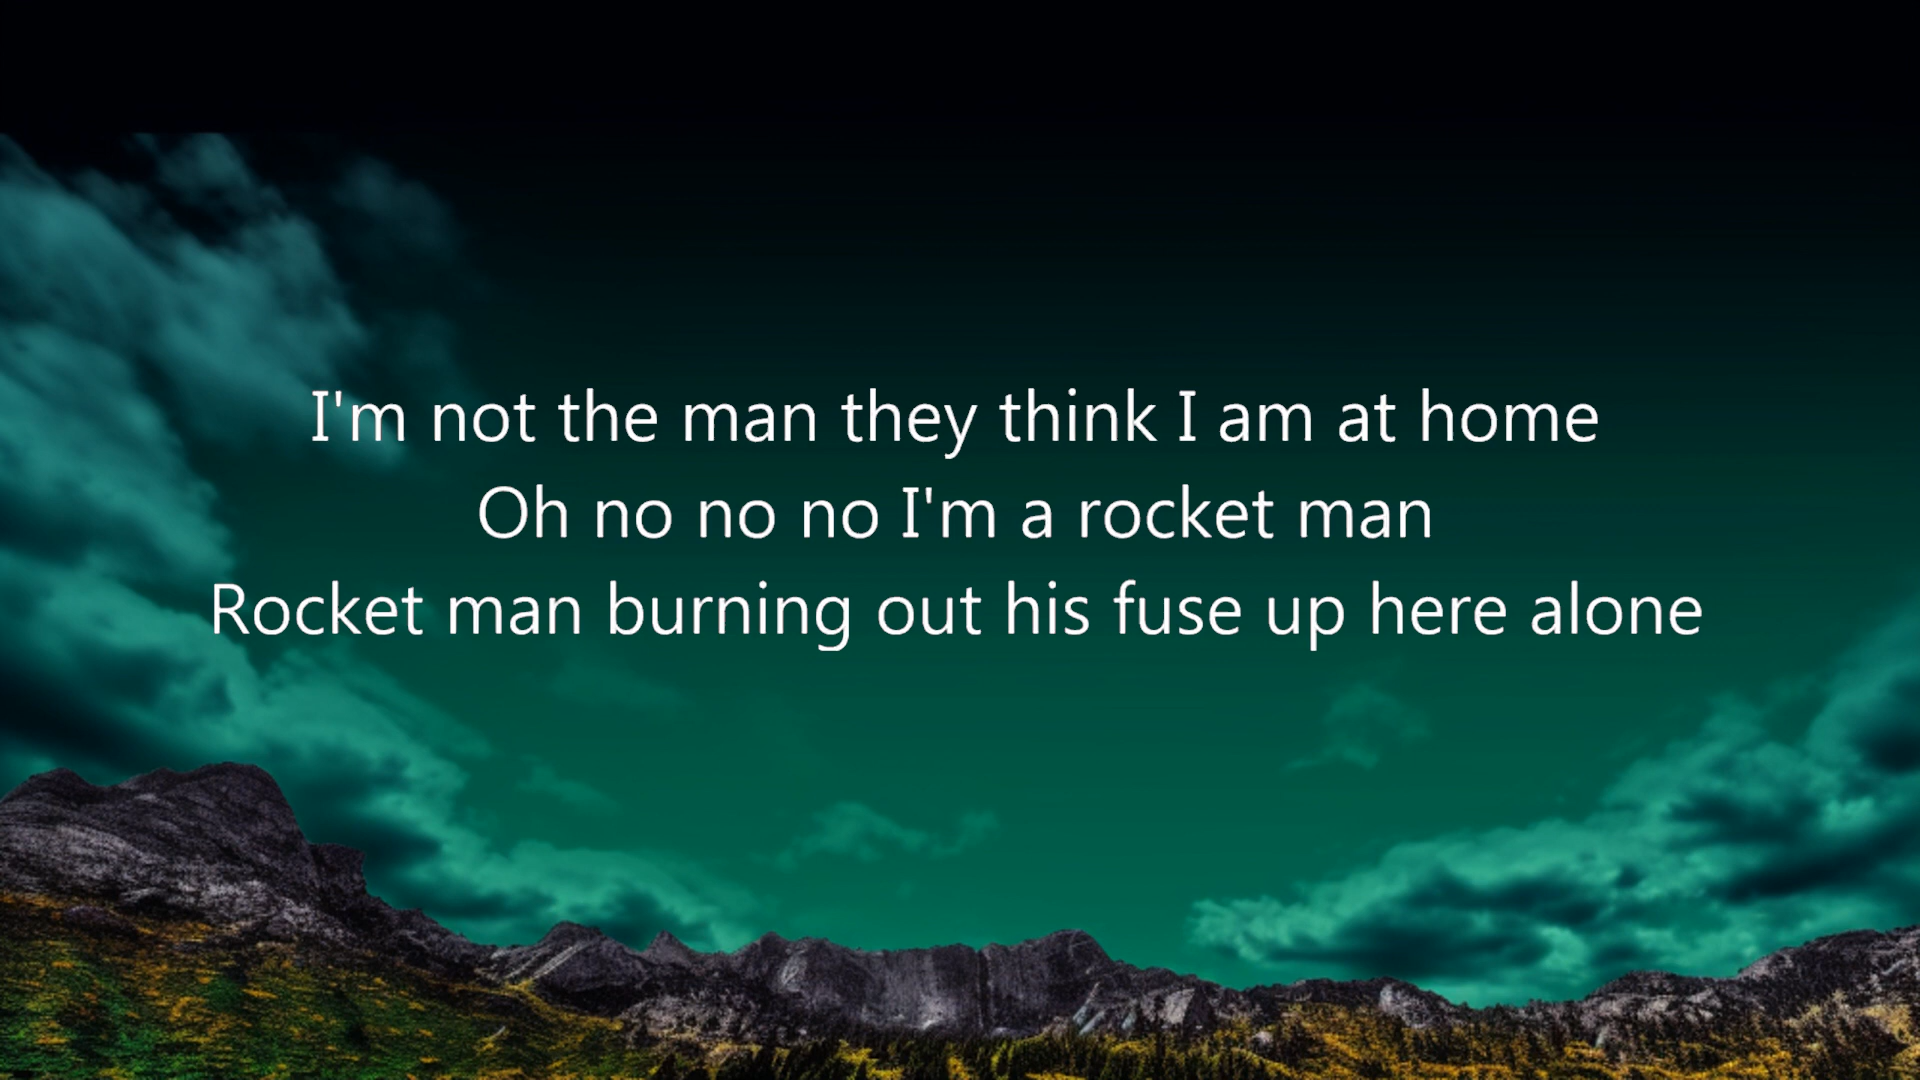 I'm not the man they think I am at home
Oh no no no I'm a rocket man
Rocket man burning out his fuse up here alone